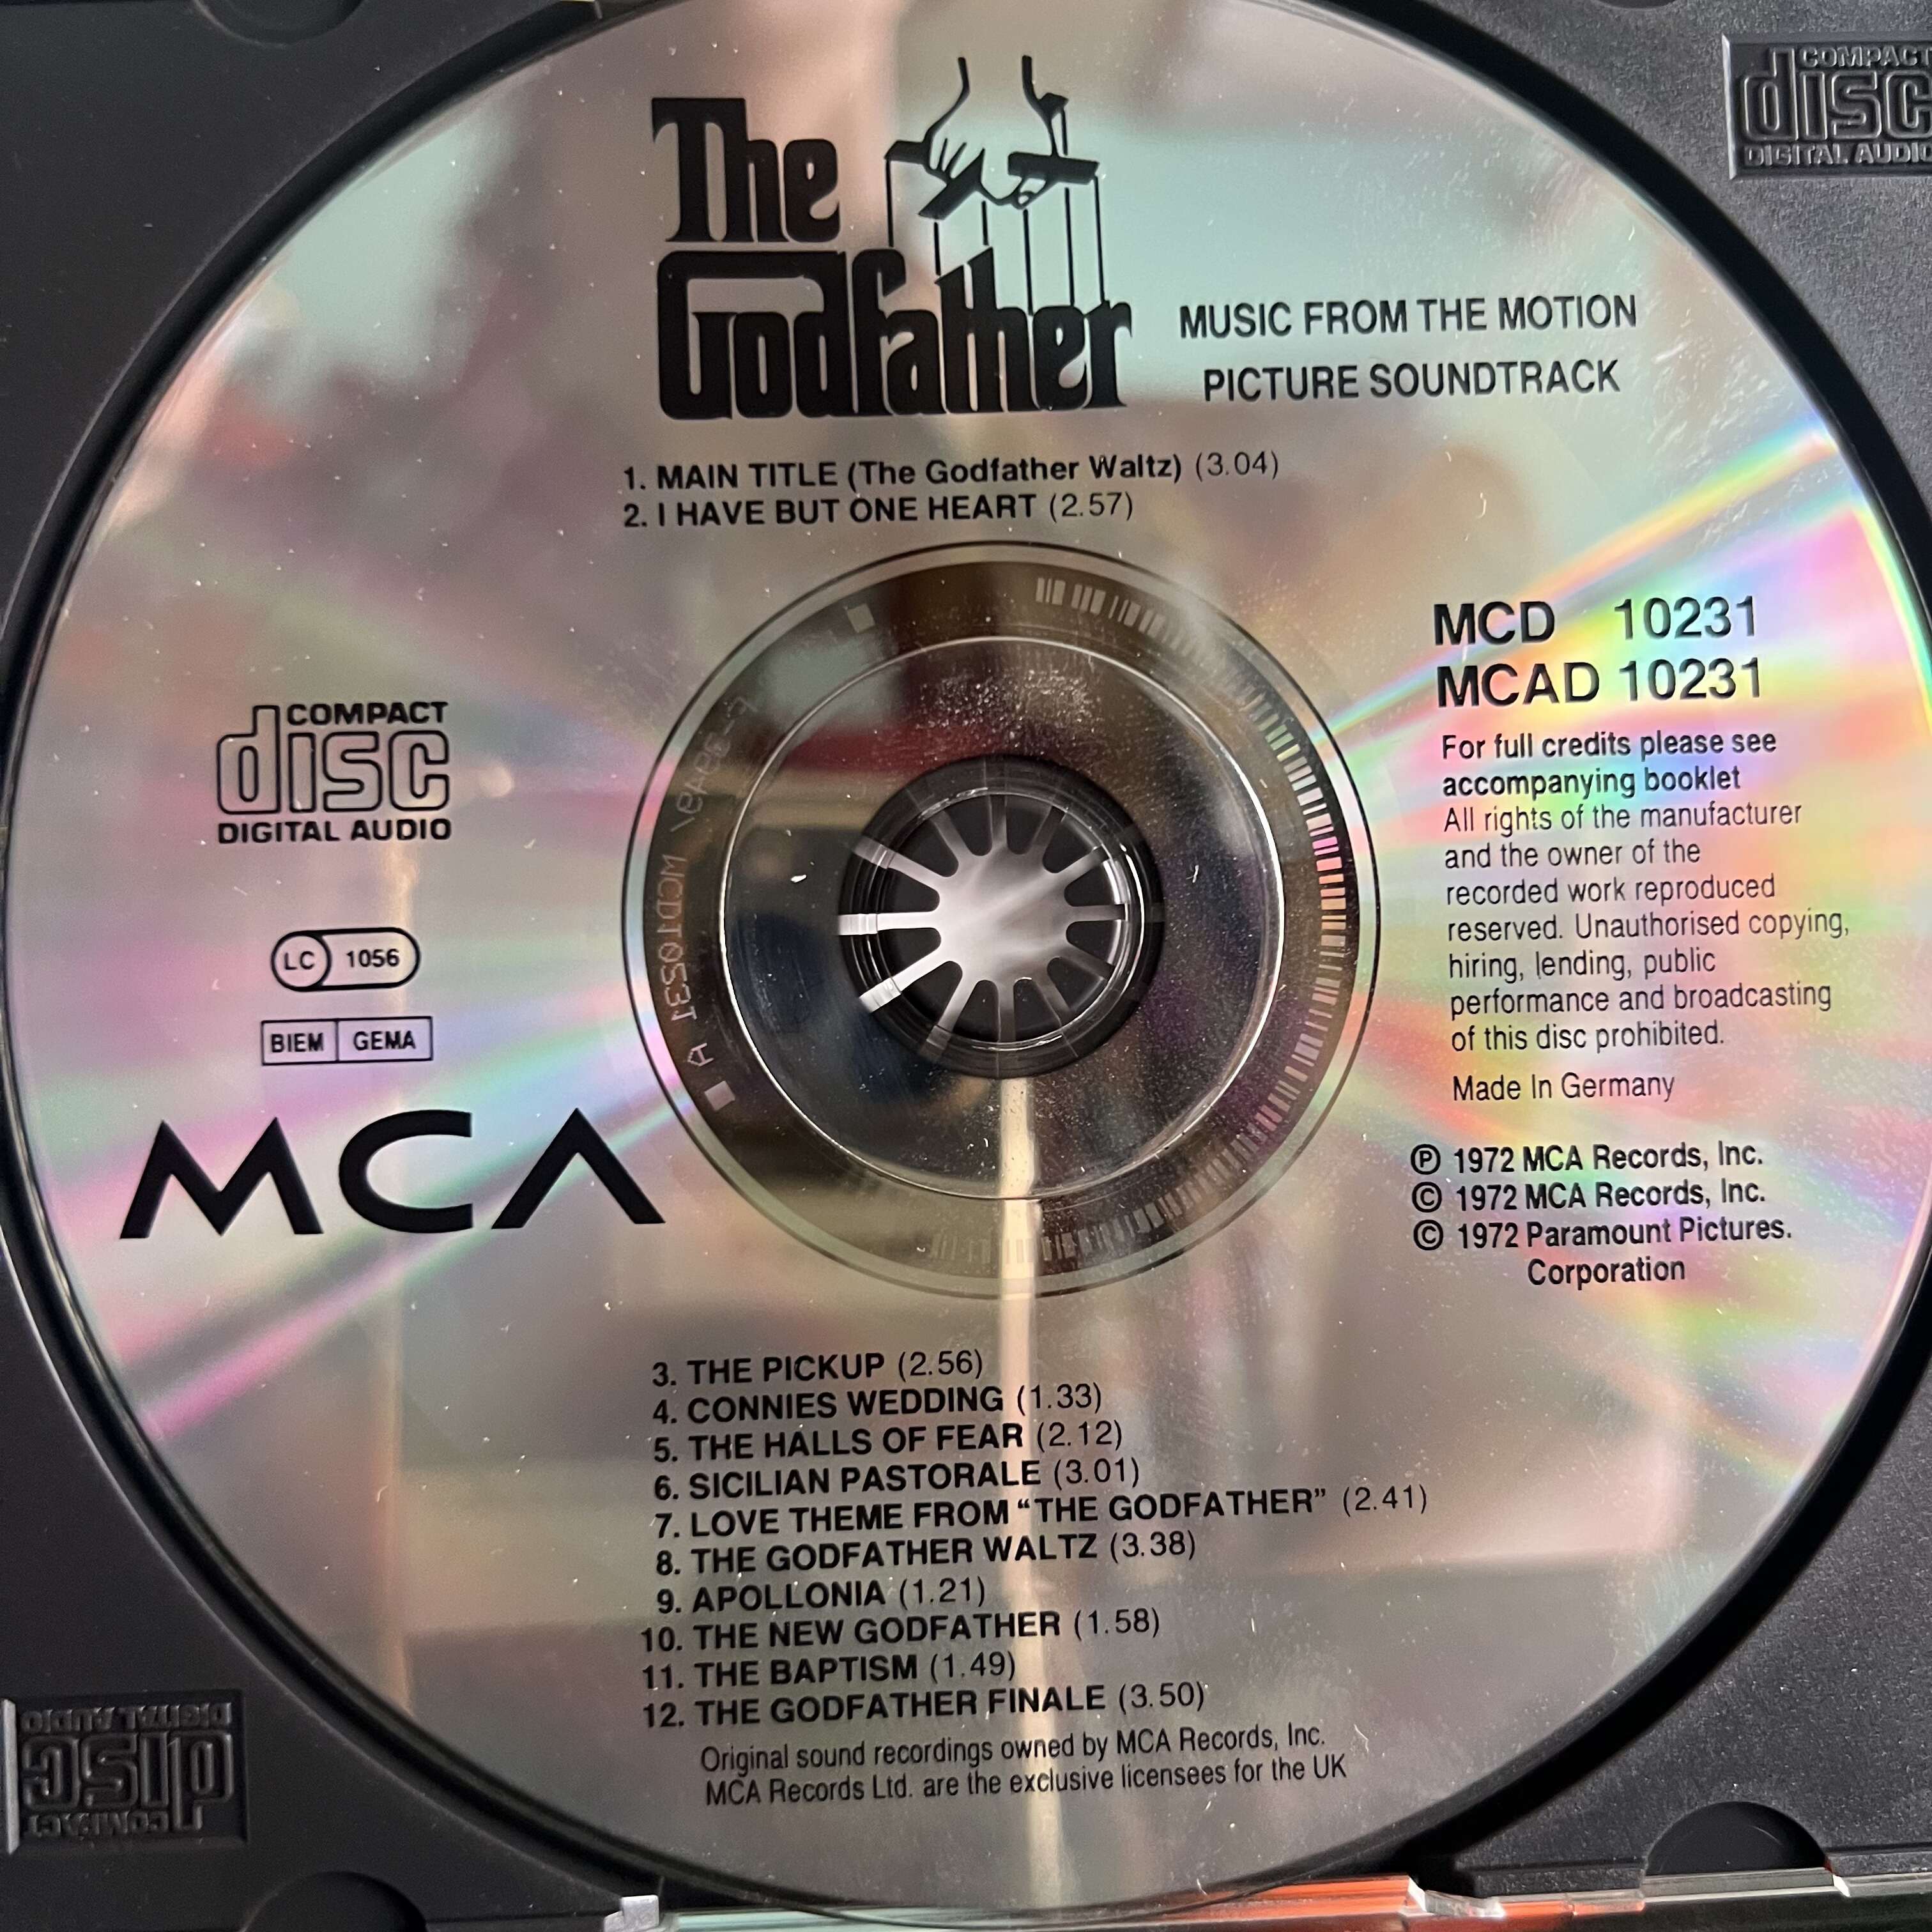 The
Godfather
MUSIC FROM THE MOTION
PICTURE SOUNDTRACK
1. MAIN TITLE (The Godfather Waltz) (3.04)
2. I HAVE BUT ONE HEART (2.57)
COMPACT
disc
DIGITAL AUDIO
LC 1056
BIEM GEMA
MCA
MCD 10231
MCAD 10231
For full credits please see
accompanying booklet
All rights of the manufacturer
and the owner of the
recorded work reproduced
reserved. Unauthorised copying,
hiring, lending, public
performance and broadcasting
of this disc prohibited.
Made In Germany
℗ 1972 MCA Records, Inc.
© 1972 MCA Records, Inc.
© 1972 Paramount Pictures.
Corporation
3. THE PICKUP (2.56)
4. CONNIES WEDDING (1.33)
5. THE HALLS OF FEAR (2.12)
6. SICILIAN PASTORALE (3.01)
7. LOVE THEME FROM “THE GODFATHER” (2.41)
8. THE GODFATHER WALTZ (3.38)
9. APOLLONIA (1.21)
10. THE NEW GODFATHER (1.58)
11. THE BAPTISM (1.49)
12. THE GODFATHER FINALE (3.50)
Original sound recordings owned by MCA Records, Inc.
MCA Records Ltd. are the exclusive licensees for the UK
COMPACT
disc
DIGITAL AUDIO
COMPACT
disc
DIGITAL AUDIO